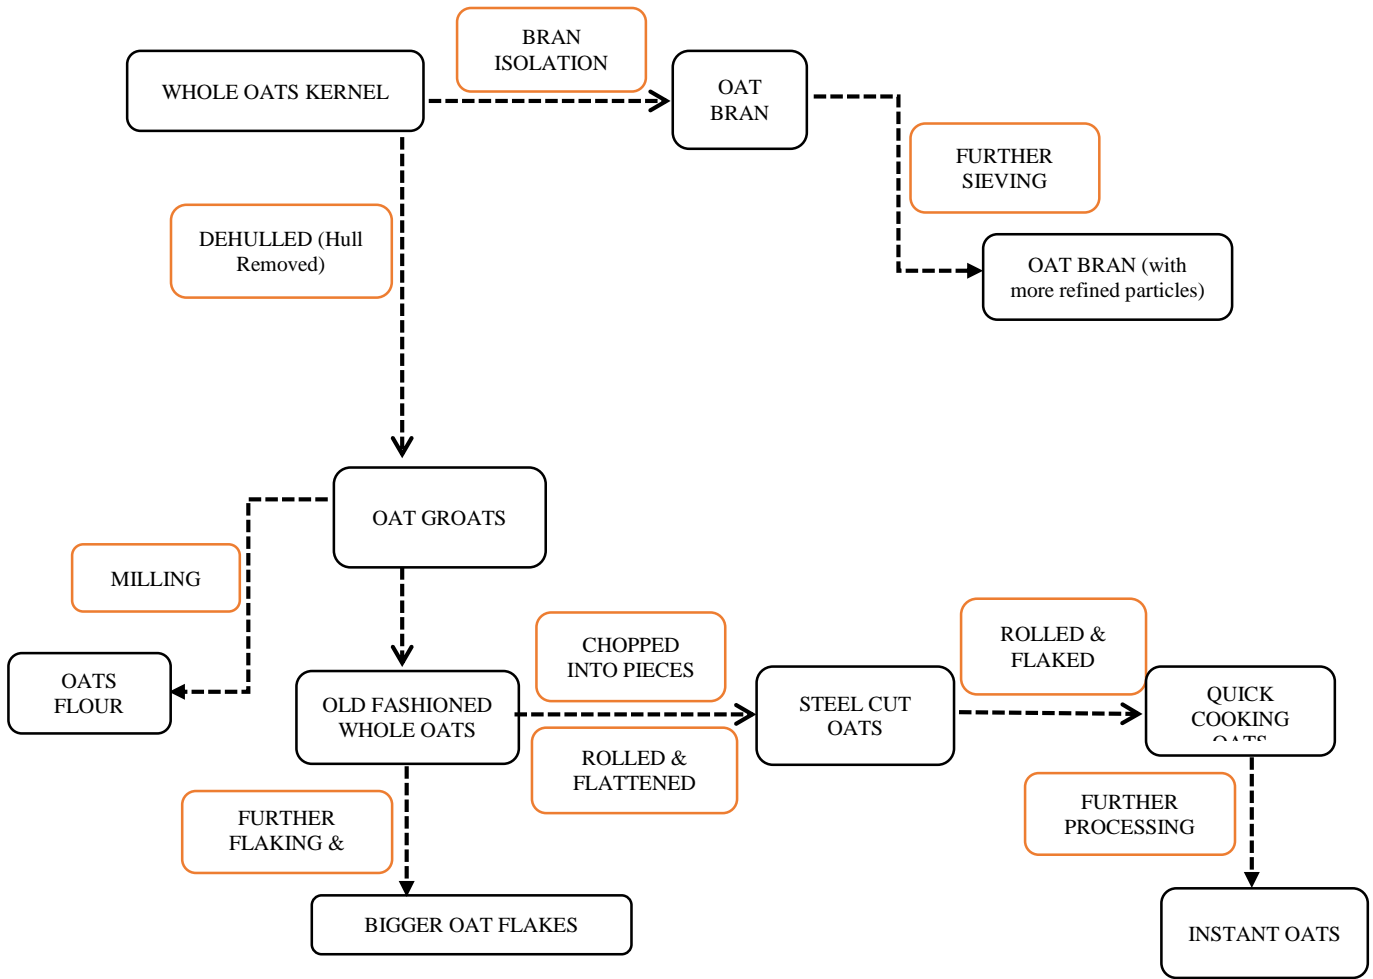 BRAN
ISOLATION
WHOLE OATS KERNEL
OAT
BRAN
FURTHER
SIEVING
DEHULLED (Hull
Removed)
OAT BRAN (with
more refined particles)
OAT GROATS
MILLING
CHOPPED
INTO PIECES
ROLLED &
FLAKED
OATS
FLOUR
OLD FASHIONED
WHOLE OATS
STEEL CUT
OATS
QUICK
COOKING
OATS
ROLLED &
FLATTENED
FURTHER
FLAKING &
FURTHER
PROCESSING
BIGGER OAT FLAKES
INSTANT OATS